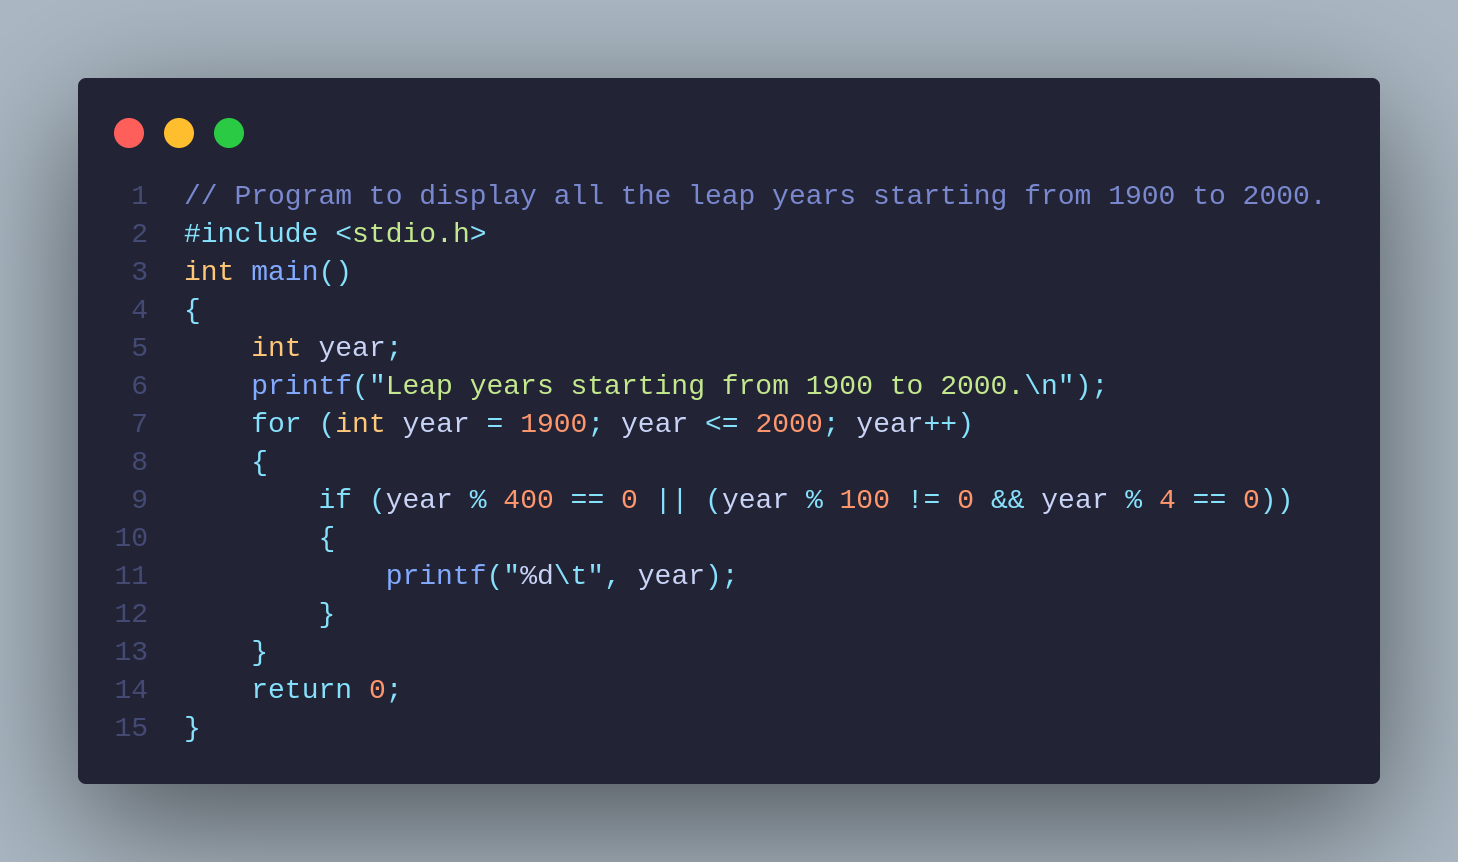 1 // Program to display all the leap years starting from 1900 to 2000.
2 #include <stdio.h>
3 int main()
4 {
5     int year;
6     printf("Leap years starting from 1900 to 2000.\n");
7     for (int year = 1900; year <= 2000; year++)
8     {
9         if (year % 400 == 0 || (year % 100 != 0 && year % 4 == 0))
10         {
11             printf("%d\t", year);
12         }
13     }
14     return 0;
15 }